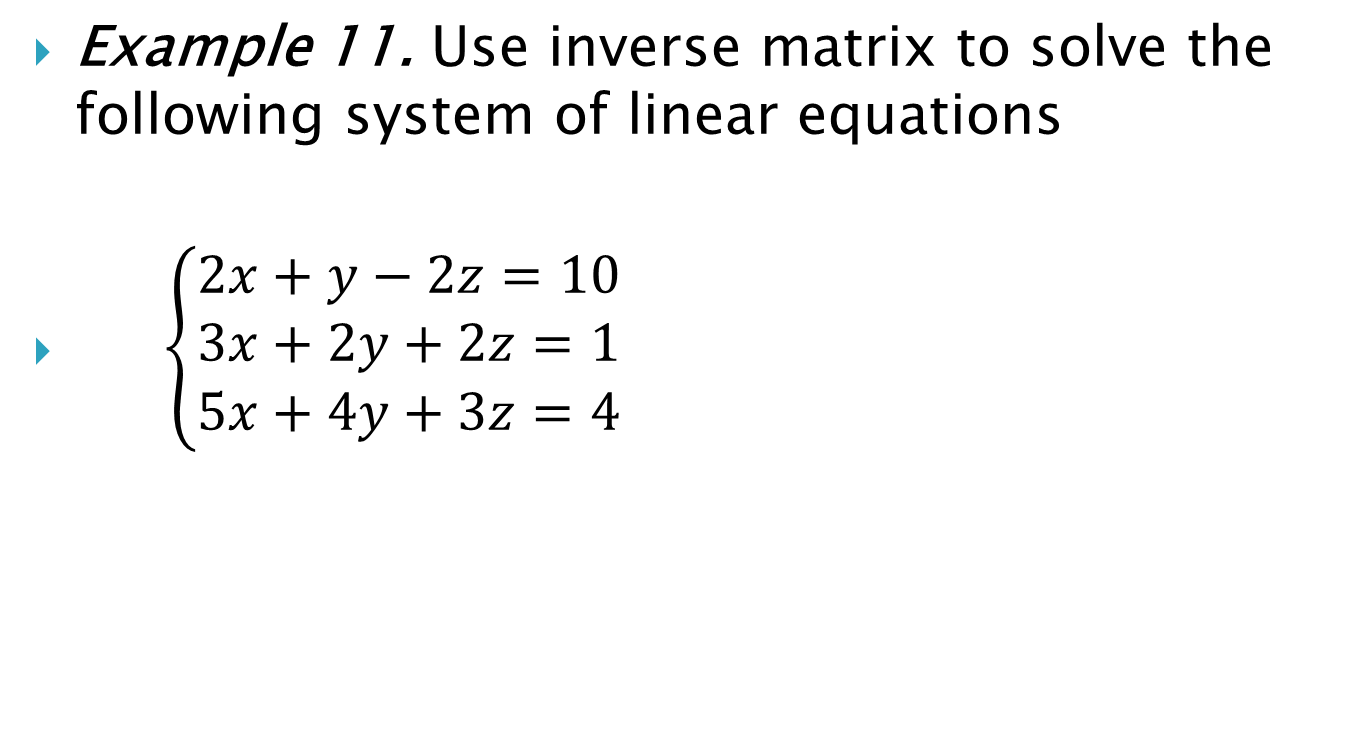 Example 11. Use inverse matrix to solve the
following system of linear equations
2x + y − 2z = 10
3x + 2y + 2z = 1
5x + 4y + 3z = 4